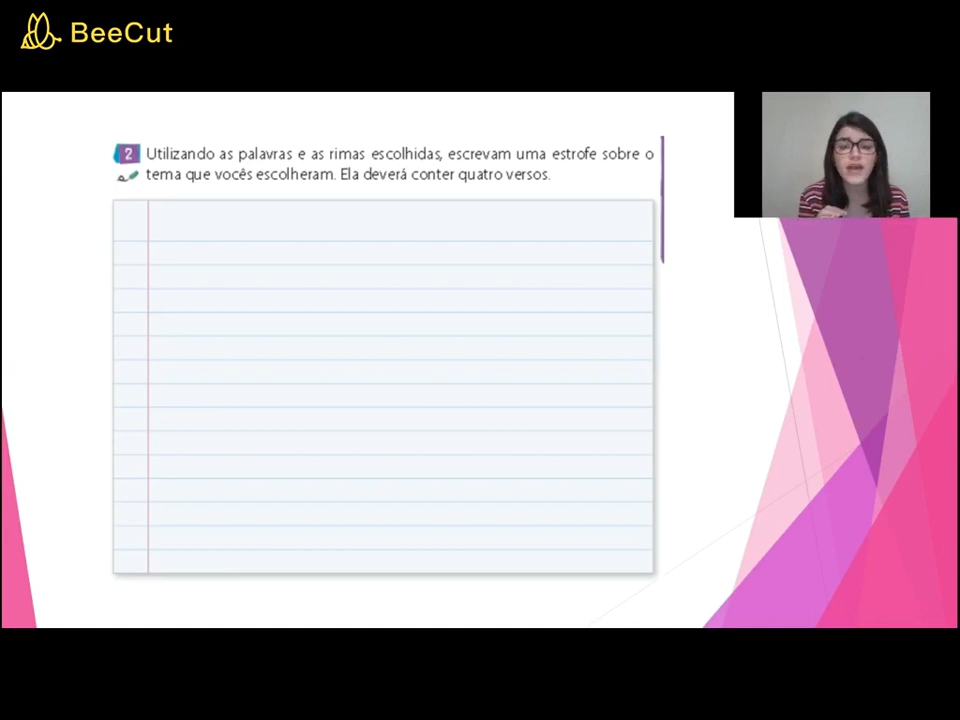 BeeCut
2 Utilizando as palavras e as rimas escolhidas, escrevam uma estrofe sobre o
tema que vocês escolheram. Ela deverá conter quatro versos.